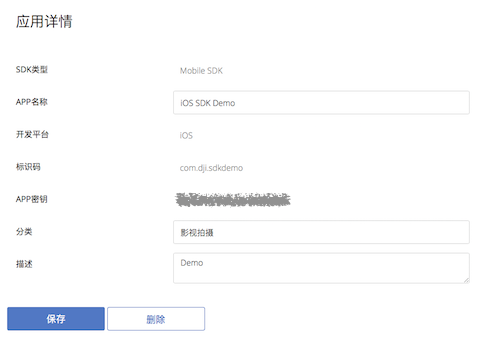 应用详情
SDK类型 Mobile SDK
APP名称 iOS SDK Demo
开发平台 iOS
标识码 com.dji.sdkdemo
APP密钥
分类 影视拍摄
描述 Demo
保存 删除